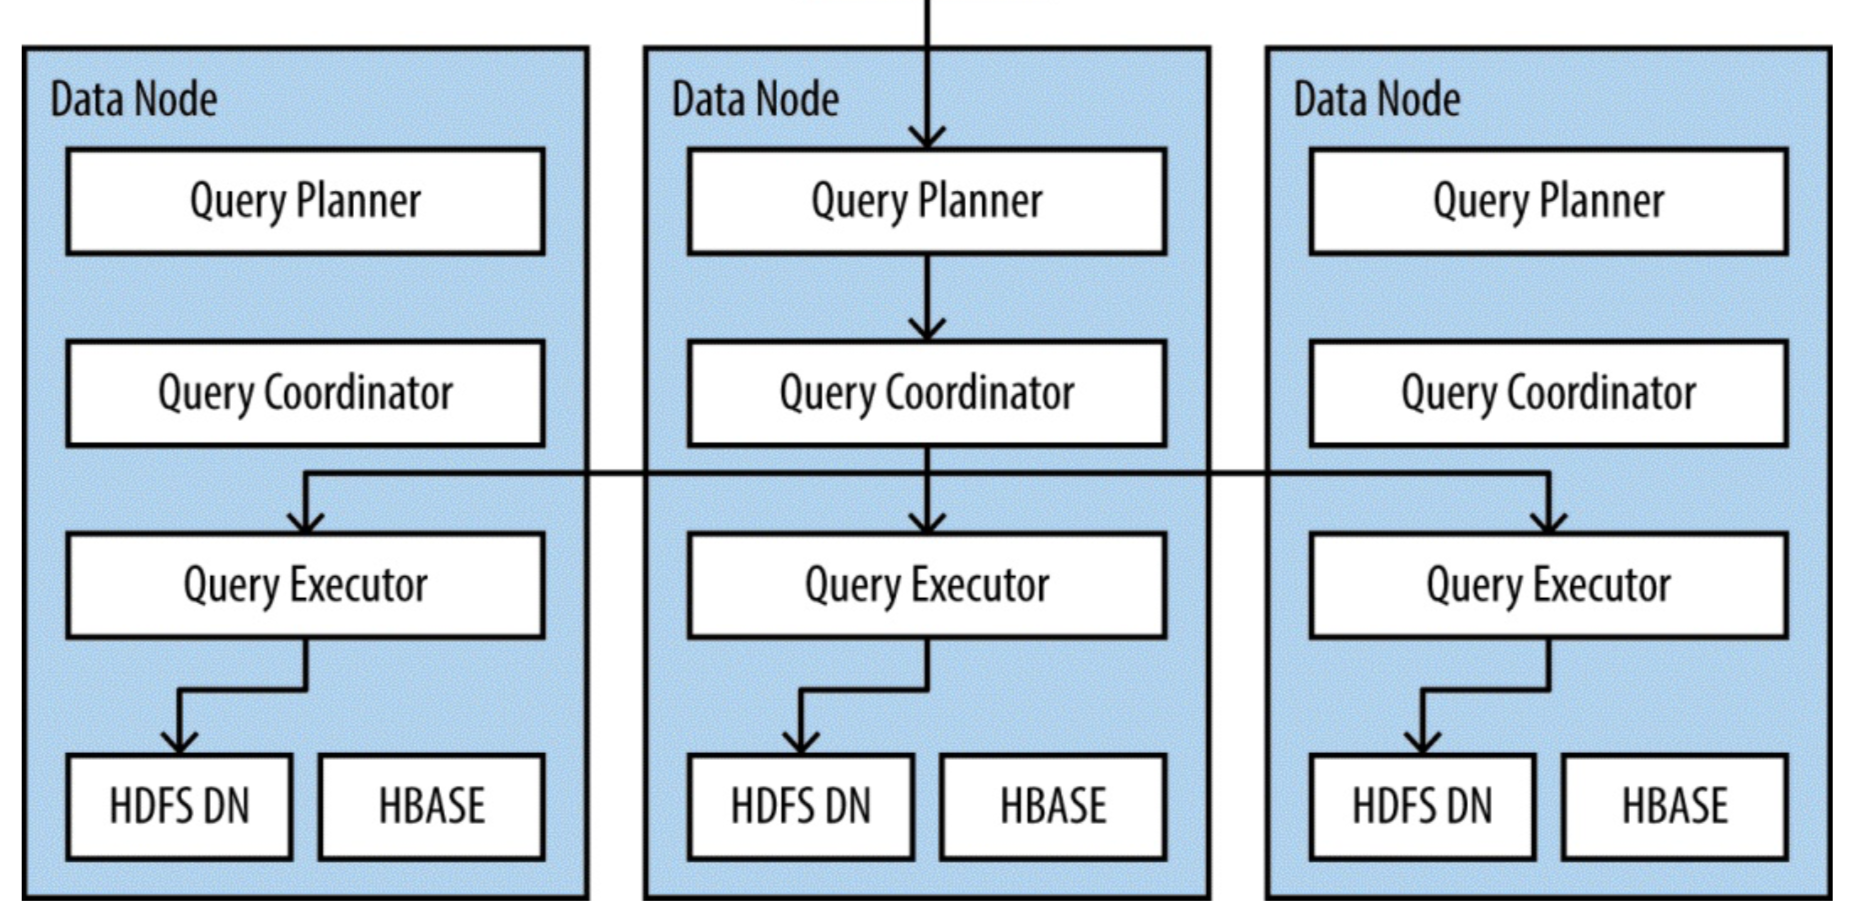 Data Node
Query Planner
Query Coordinator
Query Executor
HDFS DN
HBASE
Data Node
Query Planner
Query Coordinator
Query Executor
HDFS DN
HBASE
Data Node
Query Planner
Query Coordinator
Query Executor
HDFS DN
HBASE